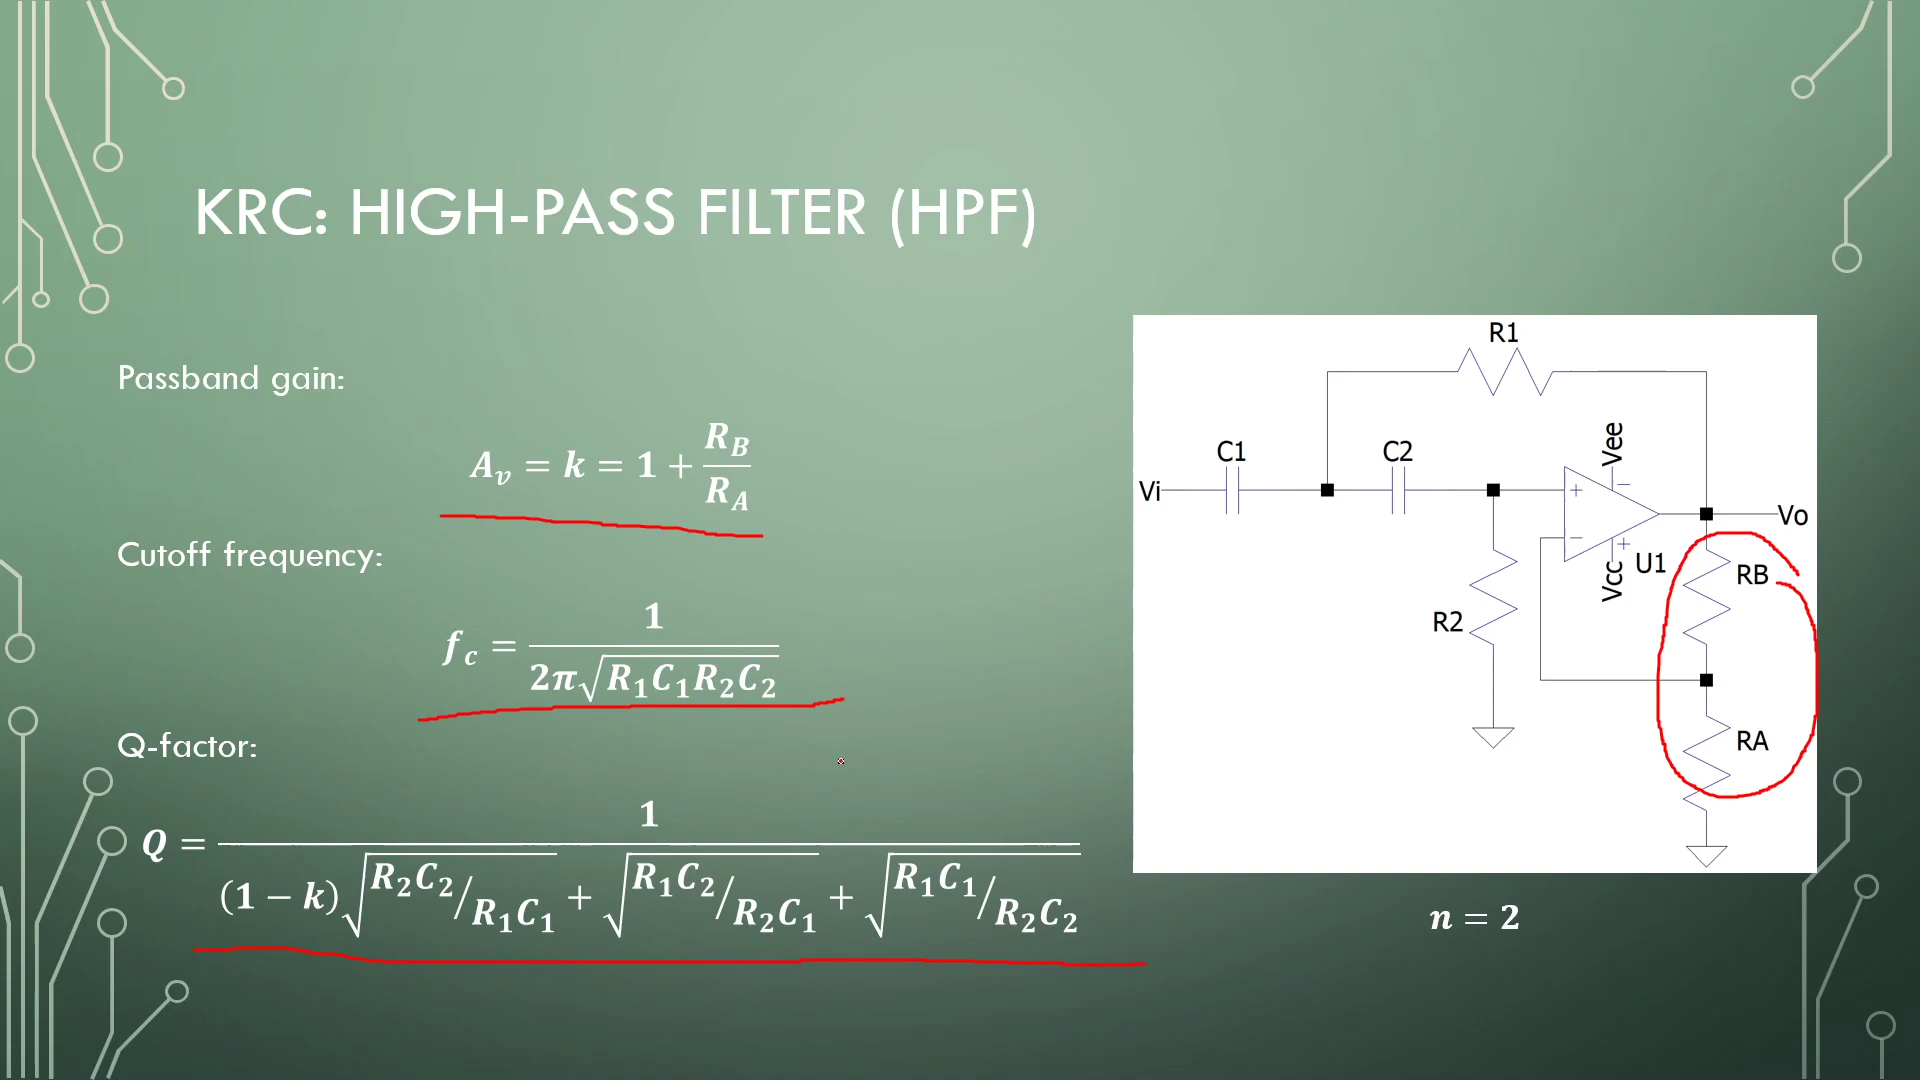 KRC: HIGH-PASS FILTER (HPF)
Passband gain:
A_v = k = 1 + R_B / R_A
Cutoff frequency:
f_c = 1 / 2π√(R_1C_1R_2C_2)
Q-factor:
Q = 1 / (1 − k)√(R_2C_2/R_1C_1) + √(R_1C_2/R_2C_1) + √(R_1C_1/R_2C_2)
R1
C1
C2
Vee
Vi
+
−
Vo
−
+
Vcc
U1
RB
R2
RA
n = 2